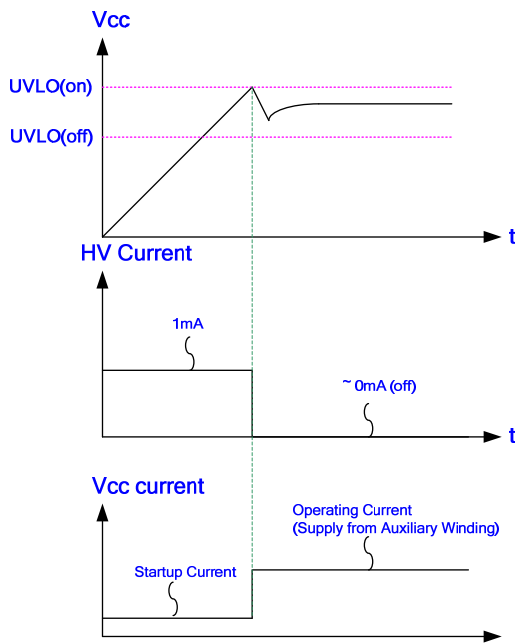 Vcc
UVLO(on)
UVLO(off)
t
HV Current
1mA
~ 0mA (off)
t
Vcc current
Operating Current
(Supply from Auxiliary Winding)
Startup Current